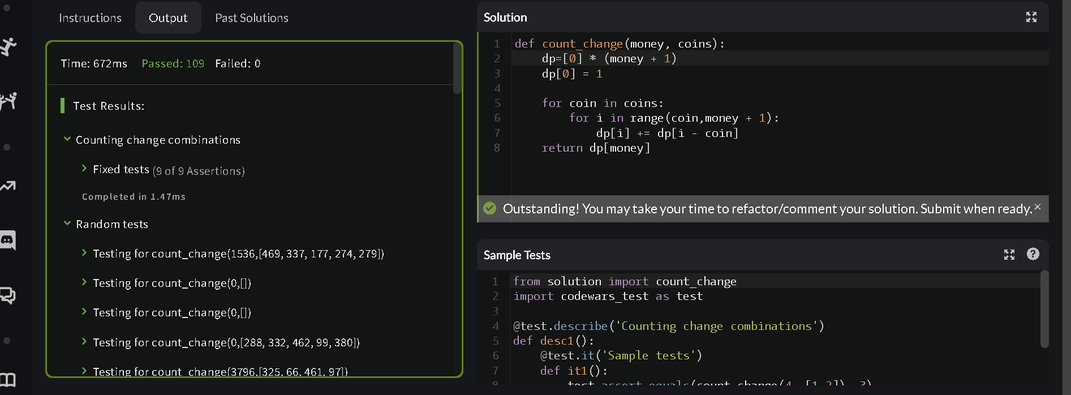 Instructions Output Past Solutions
Time: 672ms Passed: 109 Failed: 0
Test Results:
Counting change combinations
Fixed tests (9 of 9 Assertions)
Completed in 1.47ms
Random tests
Testing for count_change(1536,[469, 337, 177, 274, 279])
Testing for count_change(0,[])
Testing for count_change(0,[])
Testing for count_change(0,[288, 332, 462, 99, 380])
Testing for count_change(3796,[325, 66, 461, 97])
Solution
1 def count_change(money, coins):
2 dp=[0] * (money + 1)
3 dp[0] = 1
4
5 for coin in coins:
6 for i in range(coin,money + 1):
7 dp[i] += dp[i - coin]
8 return dp[money]
Outstanding! You may take your time to refactor/comment your solution. Submit when ready. ×
Sample Tests
1 from solution import count_change
2 import codewars_test as test
3
4 @test.describe('Counting change combinations')
5 def desc1():
6 @test.it('Sample tests')
7 def it1():
8 test.assert_equals(count_change(4, [1,2]), 3)